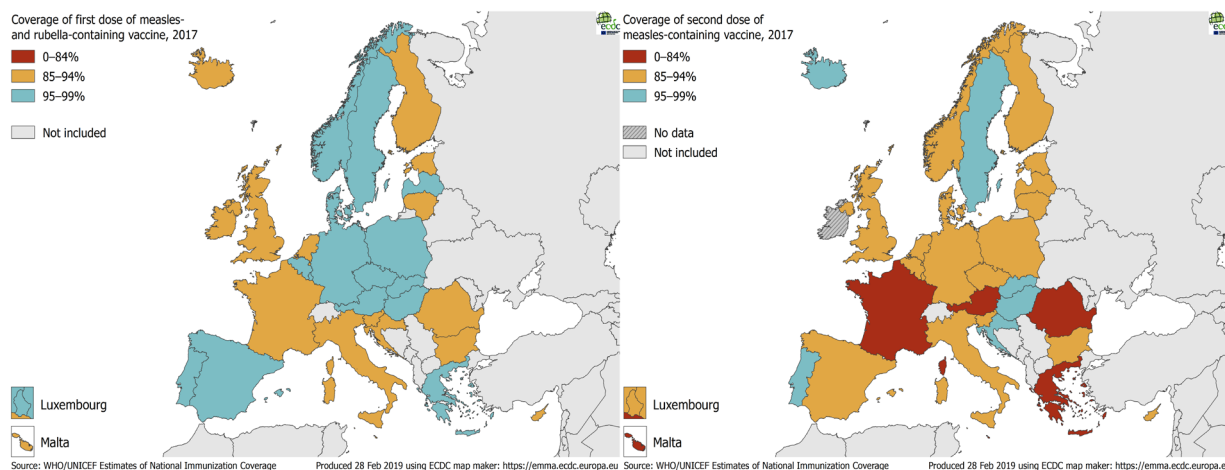 Coverage of first dose of measles-
and rubella-containing vaccine, 2017
0–84%
85–94%
95–99%
Not included
Luxembourg
Malta
Source: WHO/UNICEF Estimates of National Immunization Coverage
Produced 28 Feb 2019 using ECDC map maker: https://emma.ecdc.europa.eu
ecdc
Coverage of second dose of
measles-containing vaccine, 2017
0–84%
85–94%
95–99%
No data
Not included
Luxembourg
Malta
Source: WHO/UNICEF Estimates of National Immunization Coverage
Produced 28 Feb 2019 using ECDC map maker: https://emma.ecdc.europa.eu
ecdc